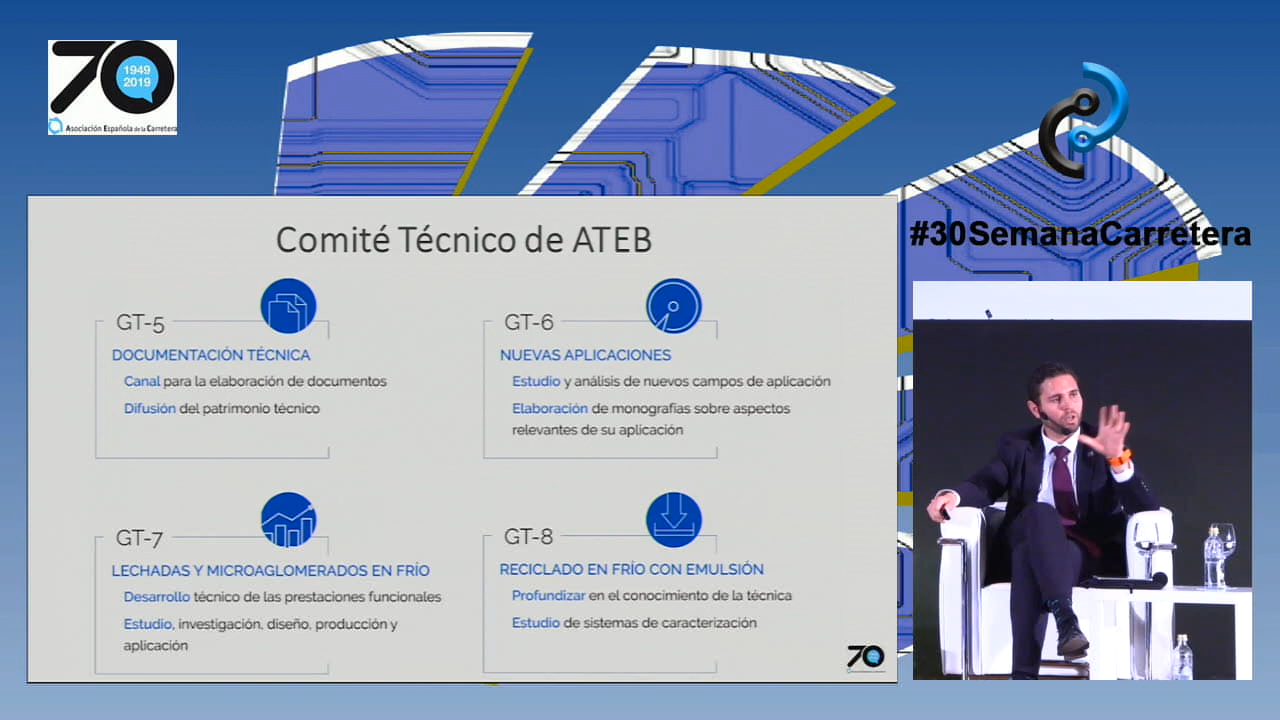 70
1949
2019
Asociación Española de la Carretera
#30SemanaCarretera
Comité Técnico de ATEB
GT-5
DOCUMENTACIÓN TÉCNICA
Canal para la elaboración de documentos
Difusión del patrimonio técnico
GT-6
NUEVAS APLICACIONES
Estudio y análisis de nuevos campos de aplicación
Elaboración de monografías sobre aspectos
relevantes de su aplicación
GT-7
LECHADAS Y MICROAGLOMERADOS EN FRÍO
Desarrollo técnico de las prestaciones funcionales
Estudio, investigación, diseño, producción y
aplicación
GT-8
RECICLADO EN FRÍO CON EMULSIÓN
Profundizar en el conocimiento de la técnica
Estudio de sistemas de caracterización
70